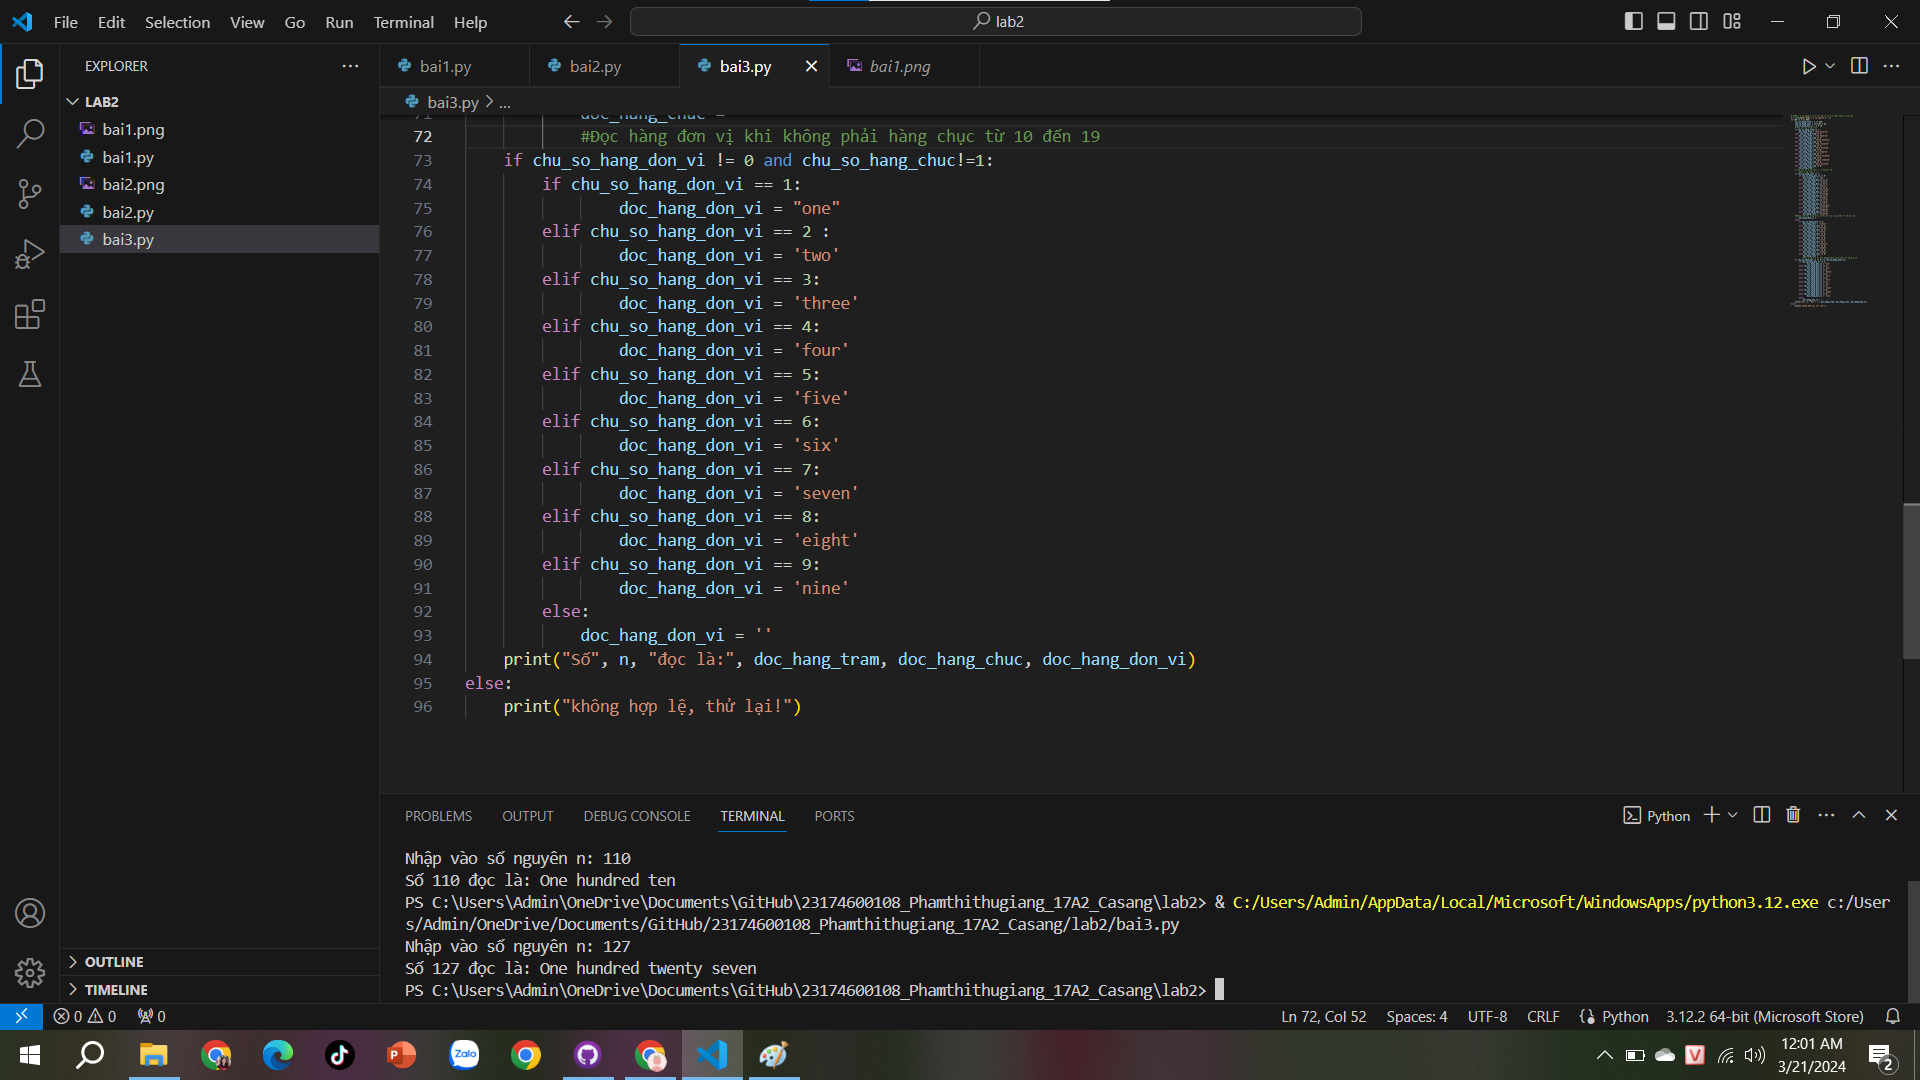 File Edit Selection View Go Run Terminal Help
lab2
EXPLORER
LAB2
bai1.png
bai1.py
bai2.png
bai2.py
bai3.py
OUTLINE
TIMELINE
bai1.py bai2.py bai3.py bai1.png
bai3.py > ...
71 doc_hang_chuc =
72 #Đọc hàng đơn vị khi không phải hàng chục từ 10 đến 19
73 if chu_so_hang_don_vi != 0 and chu_so_hang_chuc!=1:
74 if chu_so_hang_don_vi == 1:
75 doc_hang_don_vi = "one"
76 elif chu_so_hang_don_vi == 2 :
77 doc_hang_don_vi = 'two'
78 elif chu_so_hang_don_vi == 3:
79 doc_hang_don_vi = 'three'
80 elif chu_so_hang_don_vi == 4:
81 doc_hang_don_vi = 'four'
82 elif chu_so_hang_don_vi == 5:
83 doc_hang_don_vi = 'five'
84 elif chu_so_hang_don_vi == 6:
85 doc_hang_don_vi = 'six'
86 elif chu_so_hang_don_vi == 7:
87 doc_hang_don_vi = 'seven'
88 elif chu_so_hang_don_vi == 8:
89 doc_hang_don_vi = 'eight'
90 elif chu_so_hang_don_vi == 9:
91 doc_hang_don_vi = 'nine'
92 else:
93 doc_hang_don_vi = ''
94 print("Số", n, "đọc là:", doc_hang_tram, doc_hang_chuc, doc_hang_don_vi)
95 else:
96 print("không hợp lệ, thử lại!")
PROBLEMS OUTPUT DEBUG CONSOLE TERMINAL PORTS
Python
Nhập vào số nguyên n: 110
Số 110 đọc là: One hundred ten
PS C:\Users\Admin\OneDrive\Documents\GitHub\23174600108_Phamthithugiang_17A2_Casang\lab2> & C:/Users/Admin/AppData/Local/Microsoft/WindowsApps/python3.12.exe c:/User
s/Admin/OneDrive/Documents/GitHub/23174600108_Phamthithugiang_17A2_Casang/lab2/bai3.py
Nhập vào số nguyên n: 127
Số 127 đọc là: One hundred twenty seven
PS C:\Users\Admin\OneDrive\Documents\GitHub\23174600108_Phamthithugiang_17A2_Casang\lab2>
0 0 0
Ln 72, Col 52 Spaces: 4 UTF-8 CRLF Python 3.12.2 64-bit (Microsoft Store)
Zalo
12:01 AM
3/21/2024
2